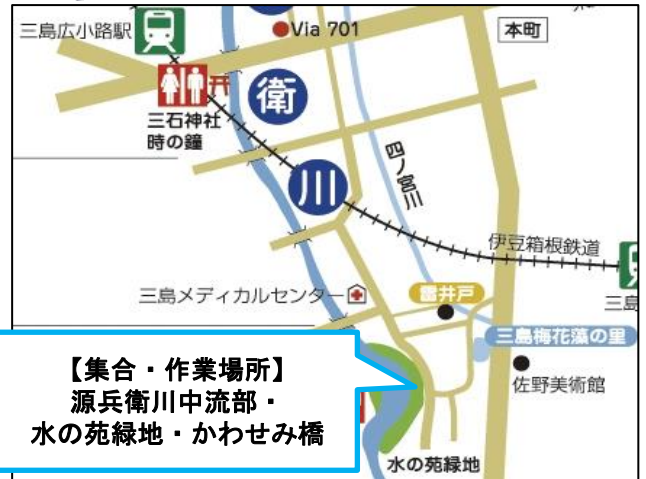 三島広小路駅
Via 701
本町
衛
三石神社
時の鐘
川
四ノ宮川
伊豆箱根鉄道
三島
三島メディカルセンター
雷井戸
三島梅花藻の里
佐野美術館
【集合・作業場所】
源兵衛川中流部・
水の苑緑地・かわせみ橋
水の苑緑地